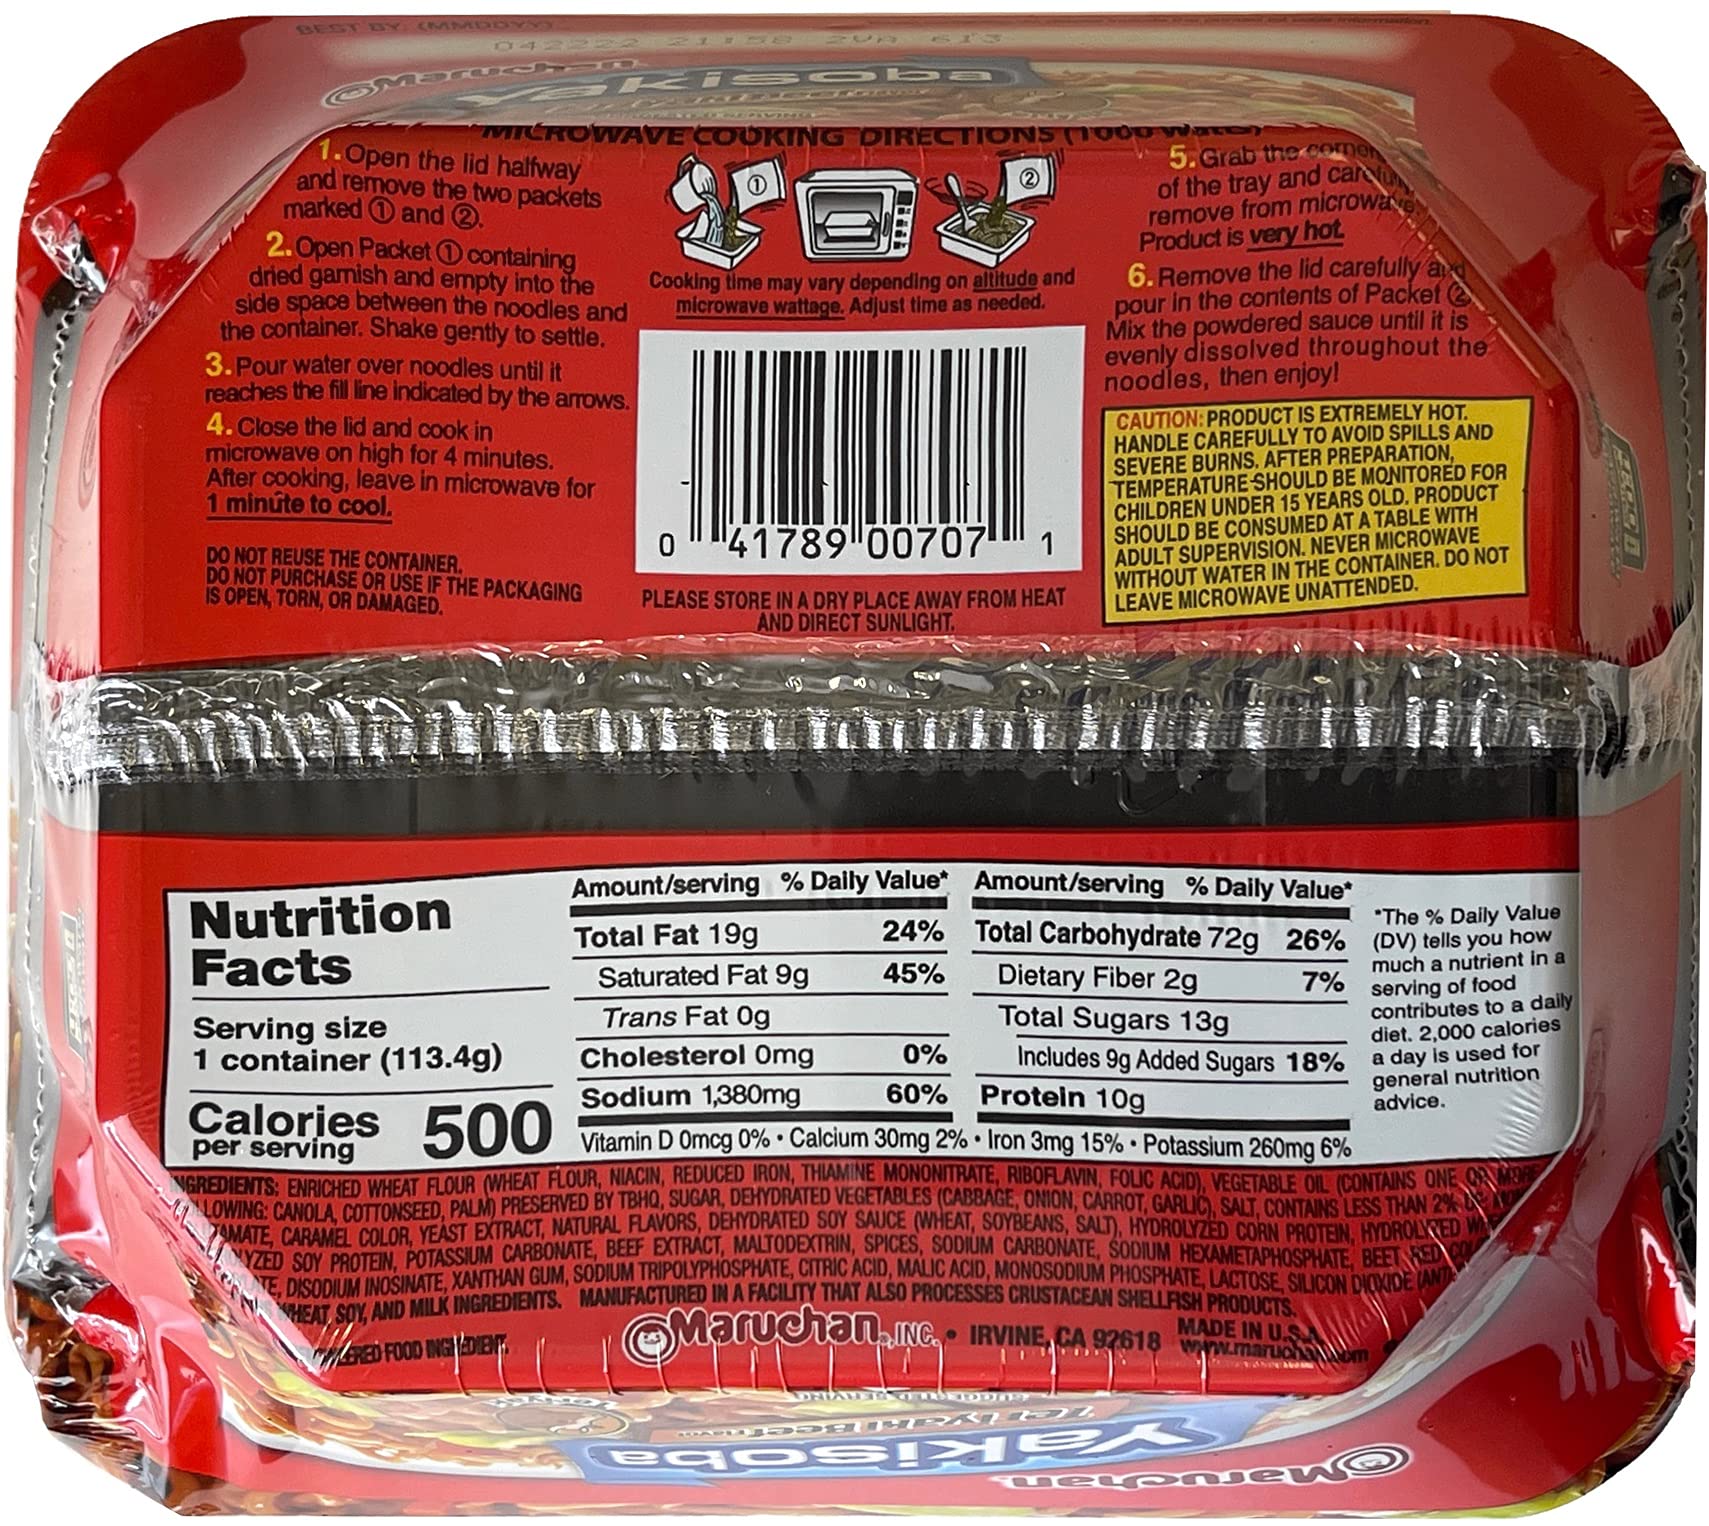 BEST BY (MMDDYY)
042222 21158 2VA 613
Maruchan
Yakisoba
MICROWAVE COOKING DIRECTIONS (1000 Watts)
1. Open the lid halfway
and remove the two packets
marked ① and ②.
2. Open Packet ① containing
dried garnish and empty into the
side space between the noodles and
the container. Shake gently to settle.
3. Pour water over noodles until it
reaches the fill line indicated by the arrows.
4. Close the lid and cook in
microwave on high for 4 minutes.
After cooking, leave in microwave for
1 minute to cool.
DO NOT REUSE THE CONTAINER.
DO NOT PURCHASE OR USE IF THE PACKAGING
IS OPEN, TORN, OR DAMAGED.
① ②
Cooking time may vary depending on altitude and
microwave wattage. Adjust time as needed.
0 41789 00707 1
PLEASE STORE IN A DRY PLACE AWAY FROM HEAT
AND DIRECT SUNLIGHT.
5. Grab the corner
of the tray and carefully
remove from microwave.
Product is very hot.
6. Remove the lid carefully and
pour in the contents of Packet ②.
Mix the powdered sauce until it is
evenly dissolved throughout the
noodles, then enjoy!
CAUTION: PRODUCT IS EXTREMELY HOT.
HANDLE CAREFULLY TO AVOID SPILLS AND
SEVERE BURNS. AFTER PREPARATION,
TEMPERATURE SHOULD BE MONITORED FOR
CHILDREN UNDER 15 YEARS OLD. PRODUCT
SHOULD BE CONSUMED AT A TABLE WITH
ADULT SUPERVISION. NEVER MICROWAVE
WITHOUT WATER IN THE CONTAINER. DO NOT
LEAVE MICROWAVE UNATTENDED.
Nutrition
Facts
Serving size
1 container (113.4g)
Calories
per serving 500
Amount/serving % Daily Value*
Total Fat 19g 24%
Saturated Fat 9g 45%
Trans Fat 0g
Cholesterol 0mg 0%
Sodium 1,380mg 60%
Amount/serving % Daily Value*
Total Carbohydrate 72g 26%
Dietary Fiber 2g 7%
Total Sugars 13g
Includes 9g Added Sugars 18%
Protein 10g
Vitamin D 0mcg 0% • Calcium 30mg 2% • Iron 3mg 15% • Potassium 260mg 6%
*The % Daily Value
(DV) tells you how
much a nutrient in a
serving of food
contributes to a daily
diet. 2,000 calories
a day is used for
general nutrition
advice.
INGREDIENTS: ENRICHED WHEAT FLOUR (WHEAT FLOUR, NIACIN, REDUCED IRON, THIAMINE MONONITRATE, RIBOFLAVIN, FOLIC ACID), VEGETABLE OIL (CONTAINS ONE OR MORE
LOWING: CANOLA, COTTONSEED, PALM) PRESERVED BY TBHQ, SUGAR, DEHYDRATED VEGETABLES (CABBAGE, ONION, CARROT, GARLIC), SALT, CONTAINS LESS THAN 2% OF
AMATE, CARAMEL COLOR, YEAST EXTRACT, NATURAL FLAVORS, DEHYDRATED SOY SAUCE (WHEAT, SOYBEANS, SALT), HYDROLYZED CORN PROTEIN, HYDROLYZED
YZED SOY PROTEIN, POTASSIUM CARBONATE, BEEF EXTRACT, MALTODEXTRIN, SPICES, SODIUM CARBONATE, SODIUM HEXAMETAPHOSPHATE, BEET RED
TE, DISODIUM INOSINATE, XANTHAN GUM, SODIUM TRIPOLYPHOSPHATE, CITRIC ACID, MALIC ACID, MONOSODIUM PHOSPHATE, LACTOSE, SILICON DIOXIDE
WHEAT, SOY, AND MILK INGREDIENTS. MANUFACTURED IN A FACILITY THAT ALSO PROCESSES CRUSTACEAN SHELLFISH PRODUCTS.
ERED FOOD INGREDIENT.
Maruchan, INC. • IRVINE, CA 92618
MADE IN U.S.A.
www.maruchan.com
SUGGESTED SERVING
Teriyaki Beef flavor
Yakisoba
Maruchan